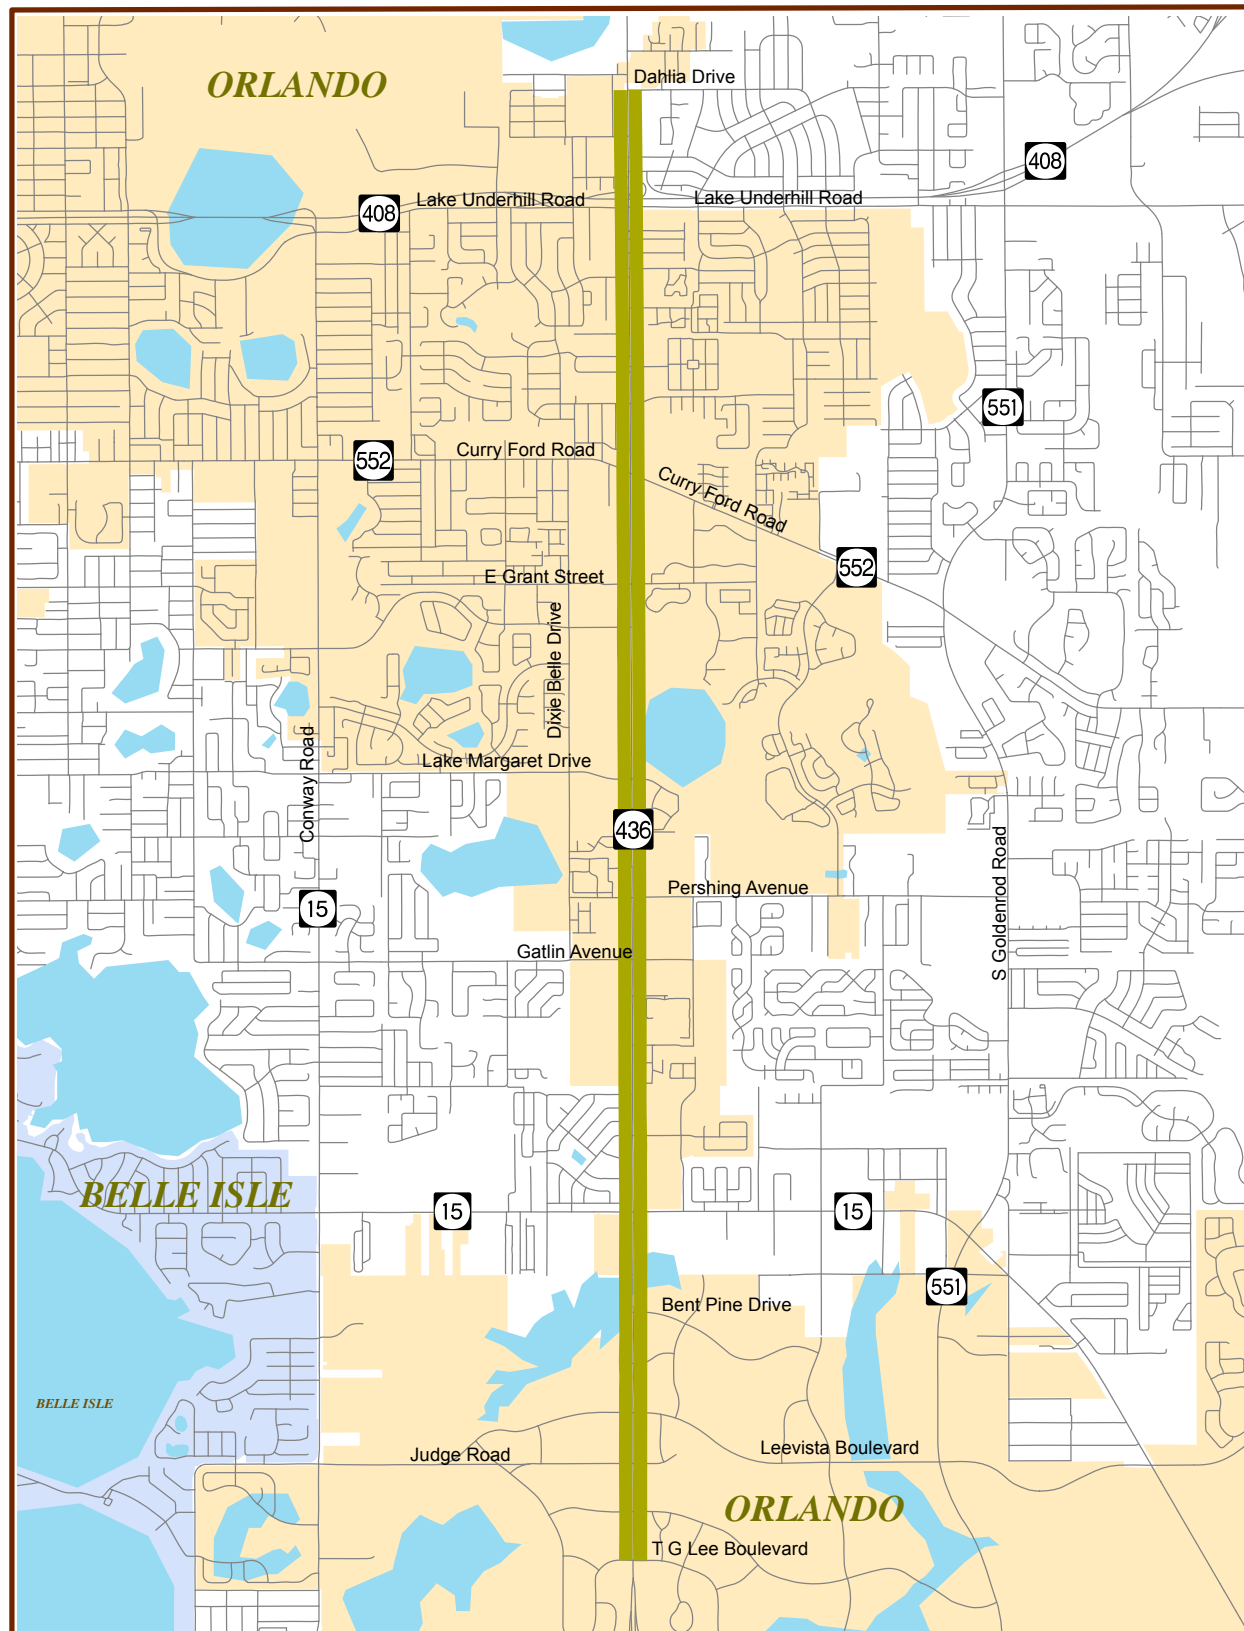 Dahlia Drive
ORLANDO
408
Lake Underhill Road
Lake Underhill Road
408
551
Curry Ford Road
552
Curry Ford Road
552
E Grant Street
Dixie Belle Drive
Conway Road
Lake Margaret Drive
436
S Goldenrod Road
Pershing Avenue
15
Gatlin Avenue
BELLE ISLE
15
15
551
Bent Pine Drive
BELLE ISLE
Judge Road
Leevista Boulevard
ORLANDO
T G Lee Boulevard